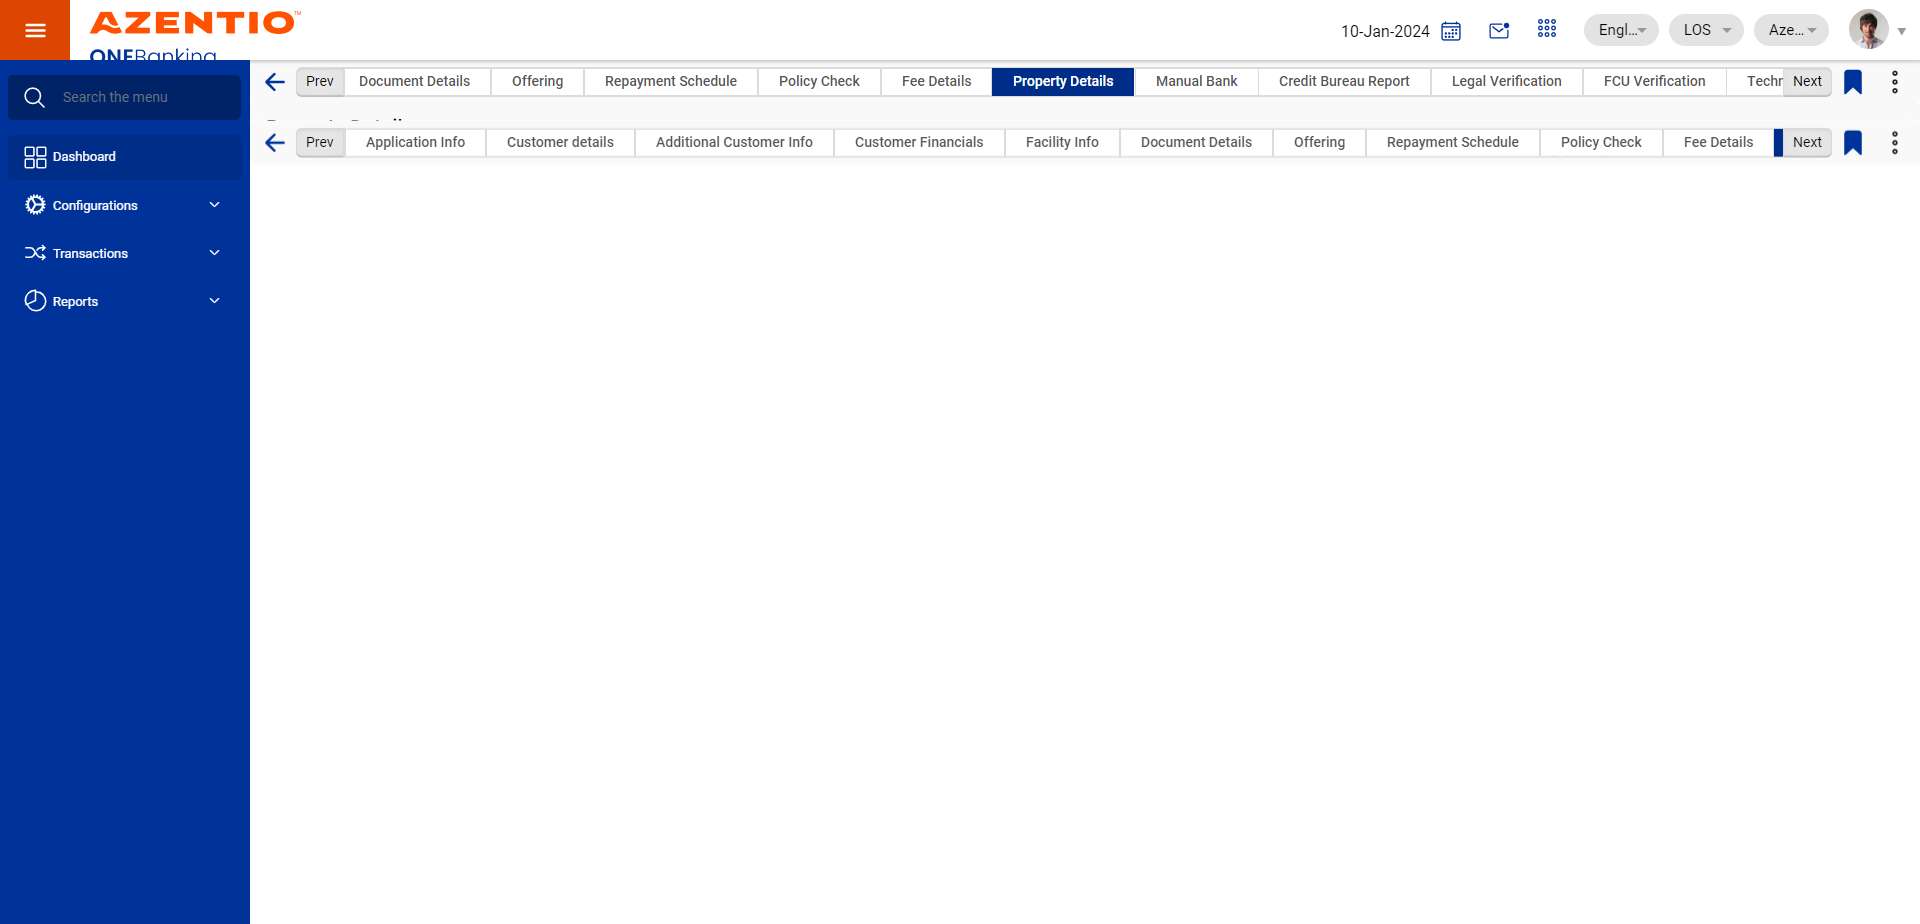 AZENTIO™
ONEBanking
10-Jan-2024
Engl...
LOS
Aze...
Search the menu
Dashboard
Configurations
Transactions
Reports
Prev Document Details Offering Repayment Schedule Policy Check Fee Details Property Details Manual Bank Credit Bureau Report Legal Verification FCU Verification Techn Next
Prev Application Info Customer details Additional Customer Info Customer Financials Facility Info Document Details Offering Repayment Schedule Policy Check Fee Details Next